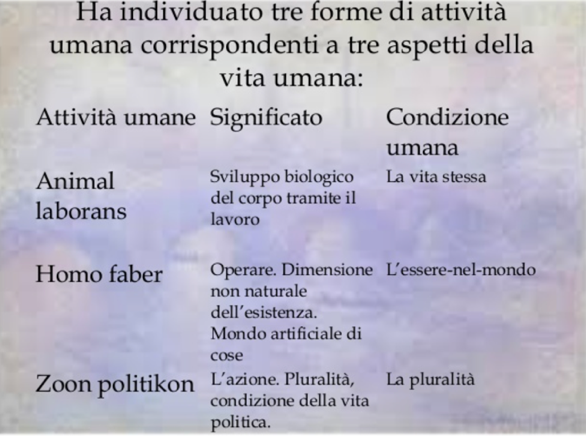 Ha individuato tre forme di attività
umana corrispondenti a tre aspetti della
vita umana:
Attività umane Significato Condizione
umana
Animal
laborans
Sviluppo biologico
del corpo tramite il
lavoro
La vita stessa
Homo faber
Operare. Dimensione
non naturale
dell'esistenza.
Mondo artificiale di
cose
L'essere-nel-mondo
Zoon politikon
L'azione. Pluralità,
condizione della vita
politica.
La pluralità